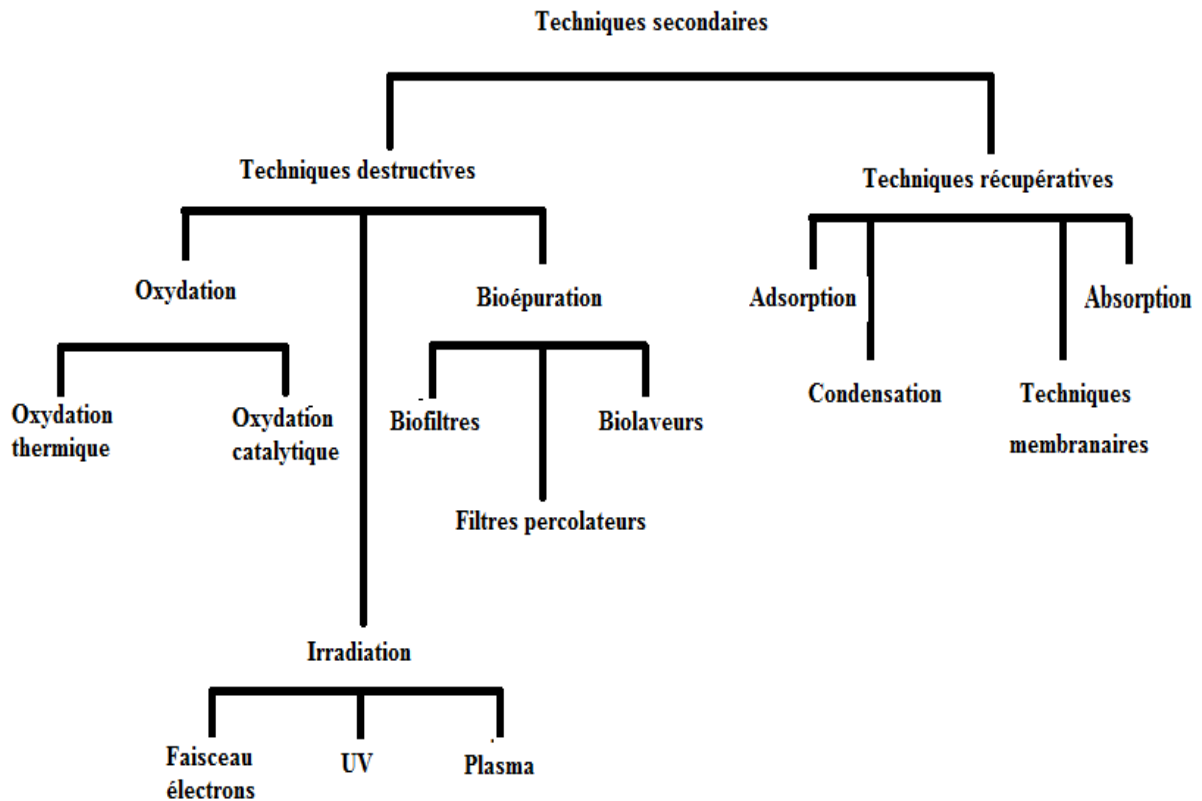 Techniques secondaires
Techniques destructives
Techniques récupératives
Oxydation
Bioépuration
Adsorption
Absorption
Oxydation
thermique
Oxydation
catalytique
Biofiltres
Biolaveurs
Filtres percolateurs
Condensation
Techniques
membranaires
Irradiation
Faisceau
électrons
UV
Plasma